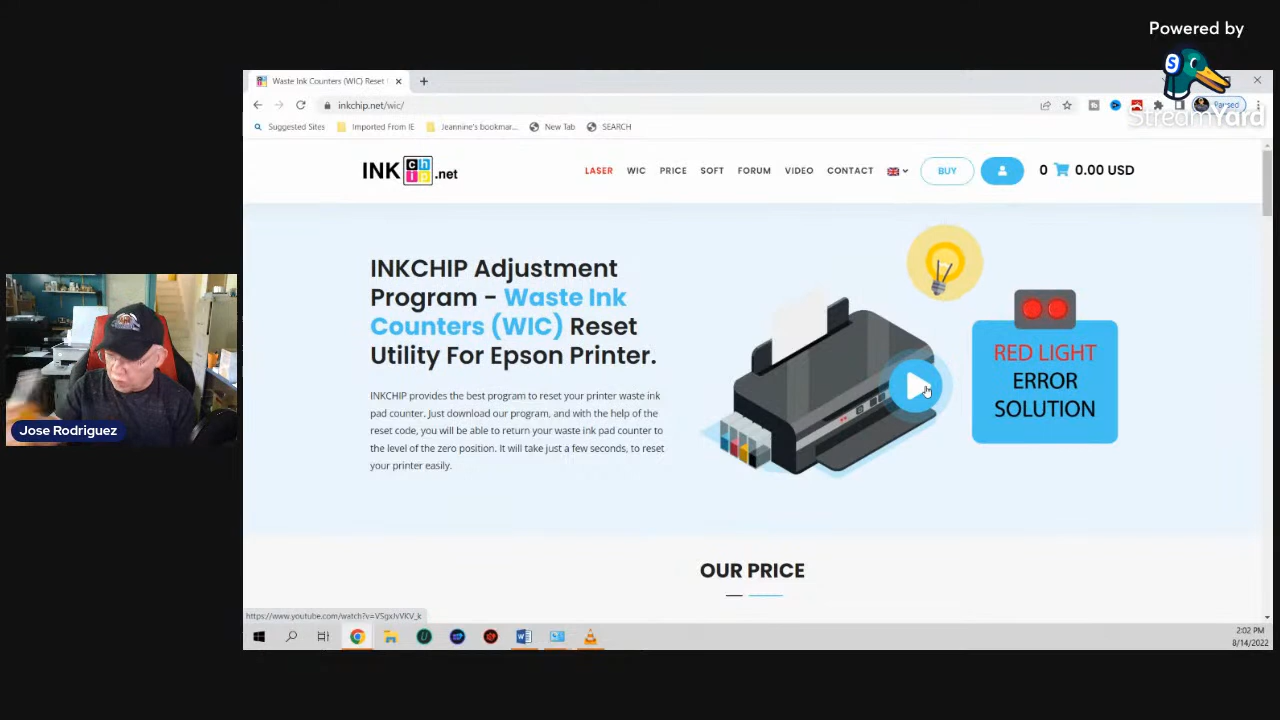 Powered by
StreamYard
Waste Ink Counters (WIC) Reset
inkchip.net/wic/
Paused
Suggested Sites
Imported From IE
Jeannine's bookmar...
New Tab
SEARCH
INK chip .net
LASER
WIC
PRICE
SOFT
FORUM
VIDEO
CONTACT
BUY
0
0.00 USD
INKCHIP Adjustment
Program - Waste Ink
Counters (WIC) Reset
Utility For Epson Printer.
INKCHIP provides the best program to reset your printer waste ink
pad counter. Just download our program, and with the help of the
reset code, you will be able to return your waste ink pad counter to
the level of the zero position. It will take just a few seconds, to reset
your printer easily.
RED LIGHT
ERROR
SOLUTION
OUR PRICE
Jose Rodriguez
2:02 PM
8/14/2022